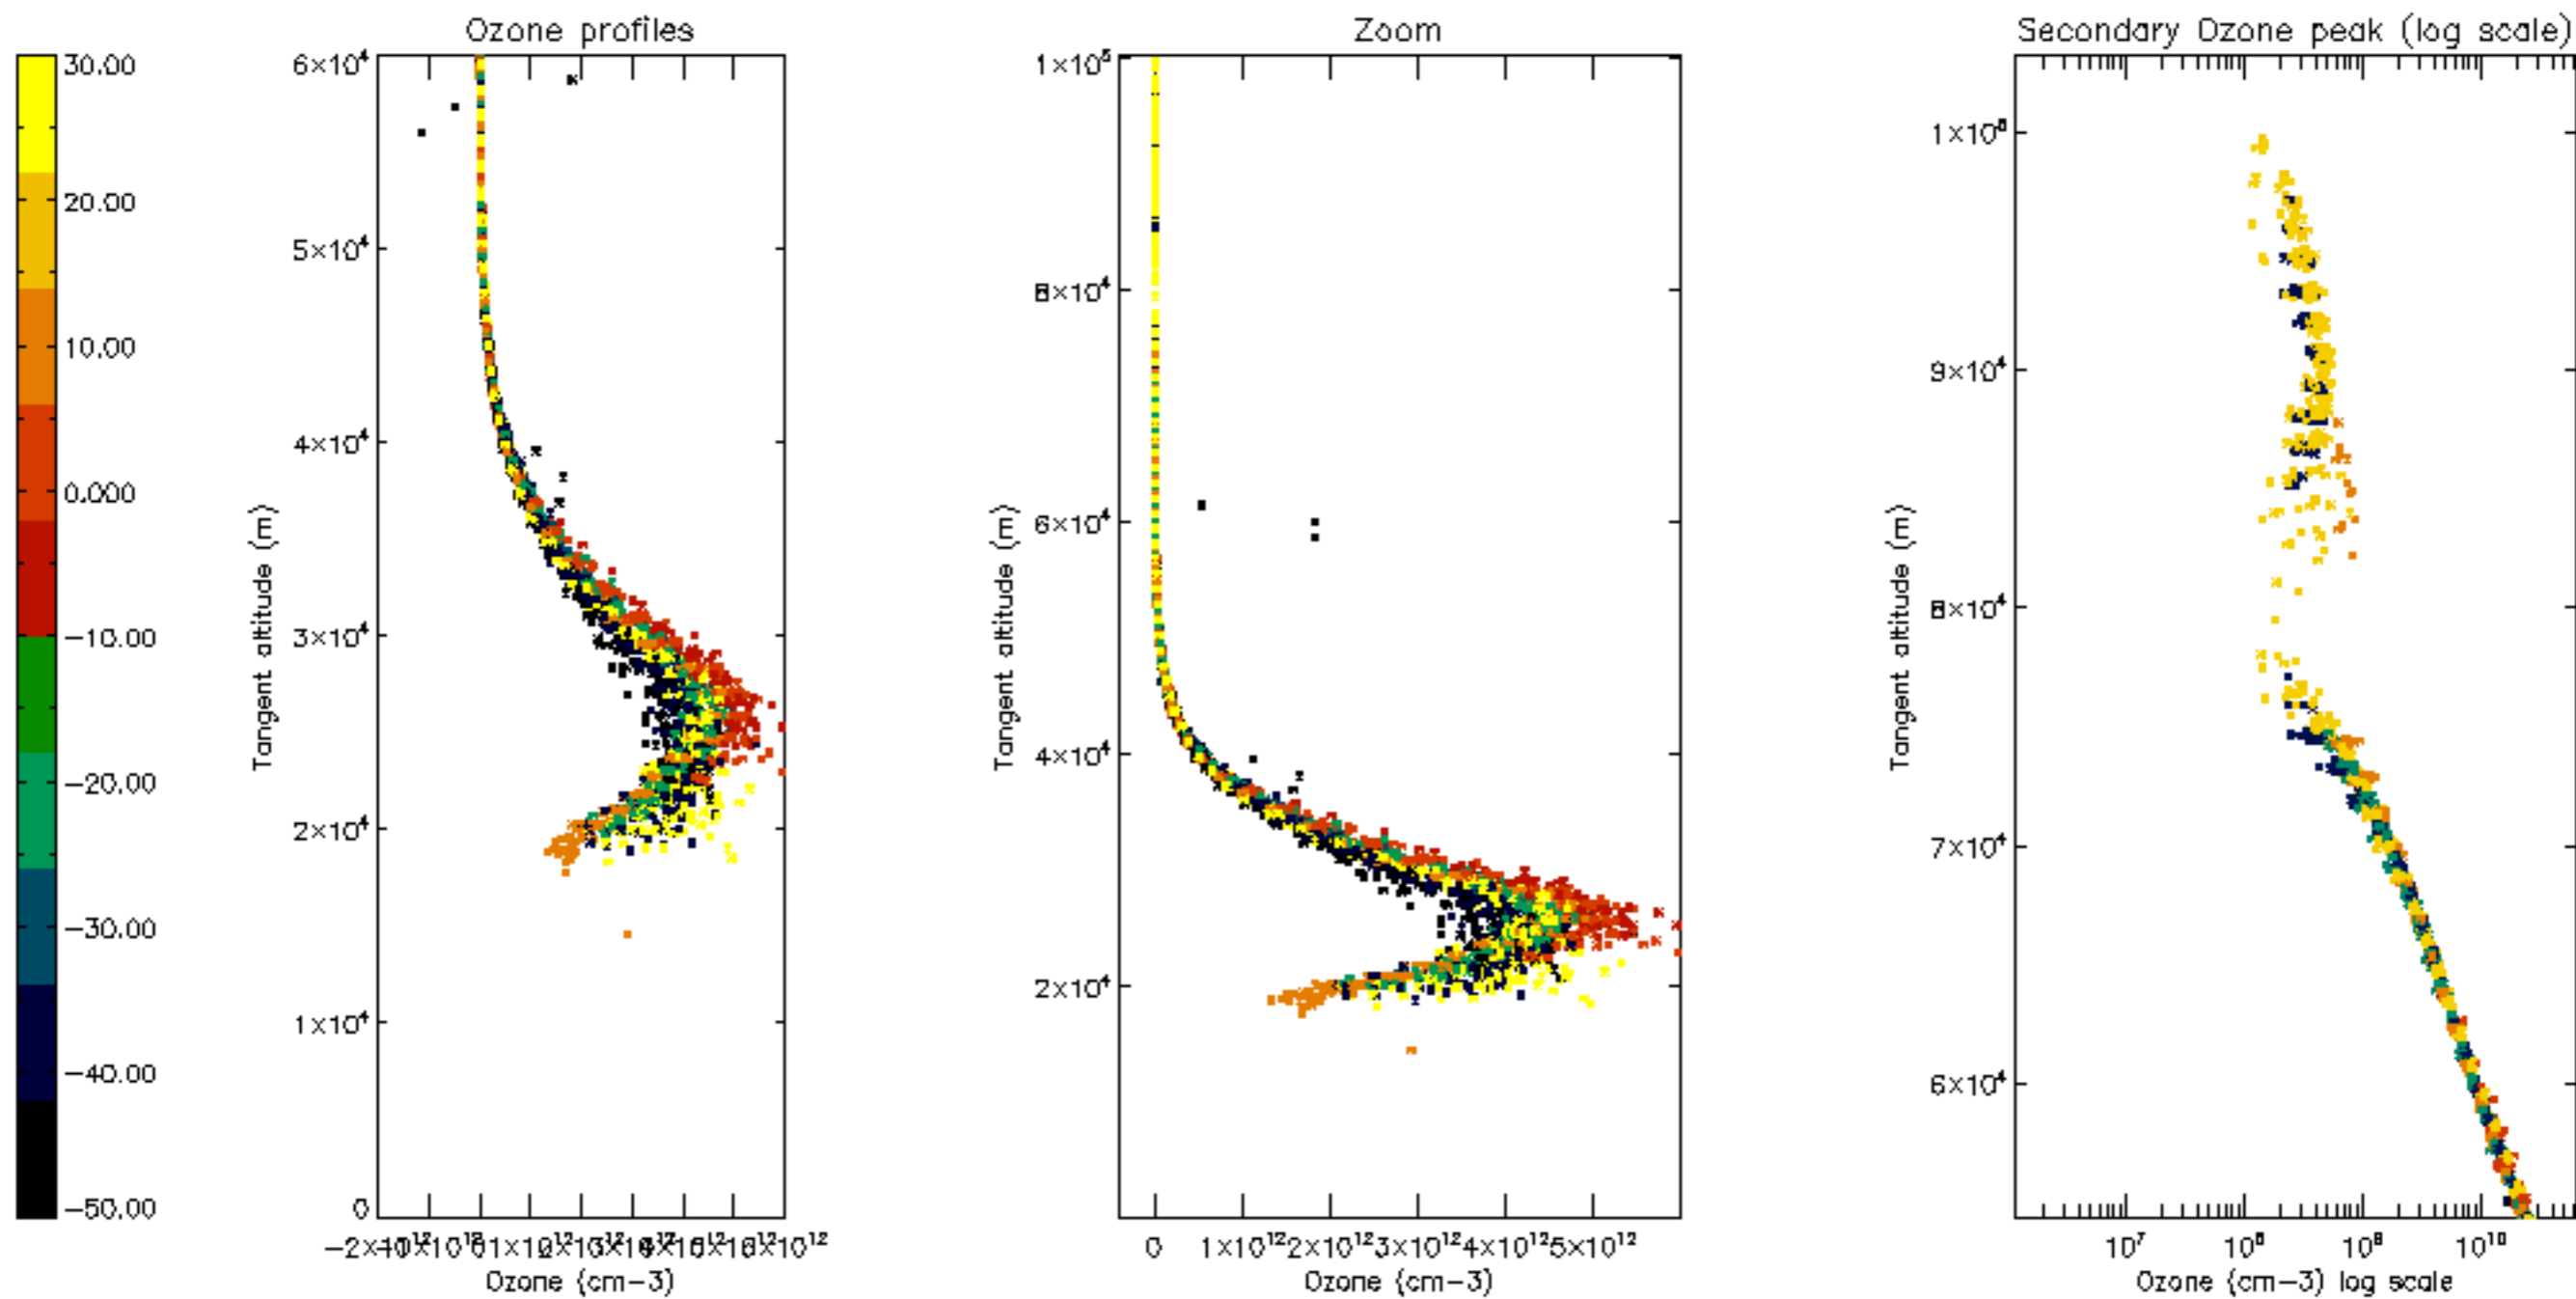 Ozone profiles
Zoom
Secondary Ozone peak (log scale)
30.00
20.00
10.00
0.000
−10.00
−20.00
−30.00
−40.00
−50.00
6×10⁴
5×10⁴
4×10⁴
3×10⁴
2×10⁴
1×10⁴
0
Tangent altitude (m)
Ozone (cm−3)
1×10⁵
8×10⁴
6×10⁴
4×10⁴
2×10⁴
Tangent altitude (m)
0 1×10¹² 2×10¹² 3×10¹² 4×10¹² 5×10¹²
Ozone (cm−3)
9×10⁴
8×10⁴
7×10⁴
6×10⁴
Tangent altitude (m)
10⁷ 10⁸ 10⁹ 10¹⁰
Ozone (cm−3) log scale